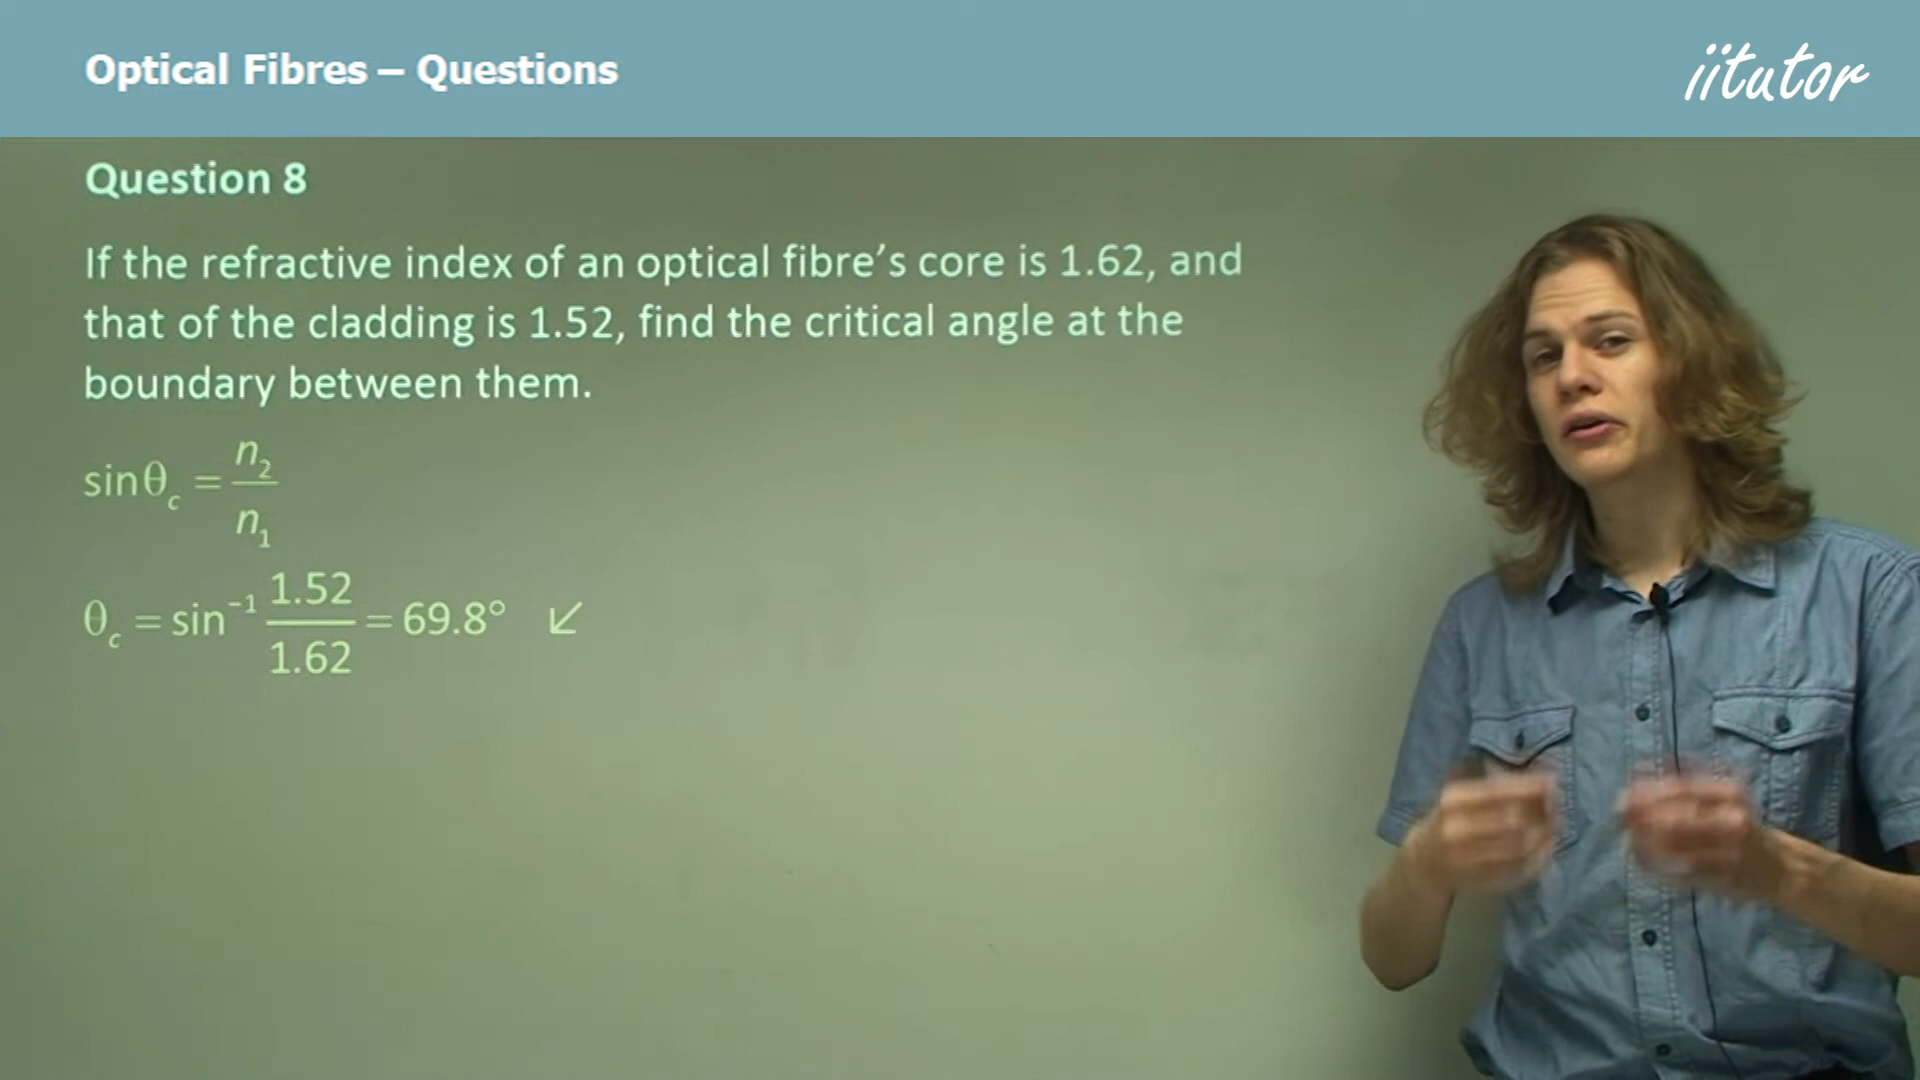 Optical Fibres – Questions
iitutor
Question 8
If the refractive index of an optical fibre's core is 1.62, and
that of the cladding is 1.52, find the critical angle at the
boundary between them.
sinθc = n2/n1
θc = sin⁻¹ 1.52/1.62 = 69.8° ↙